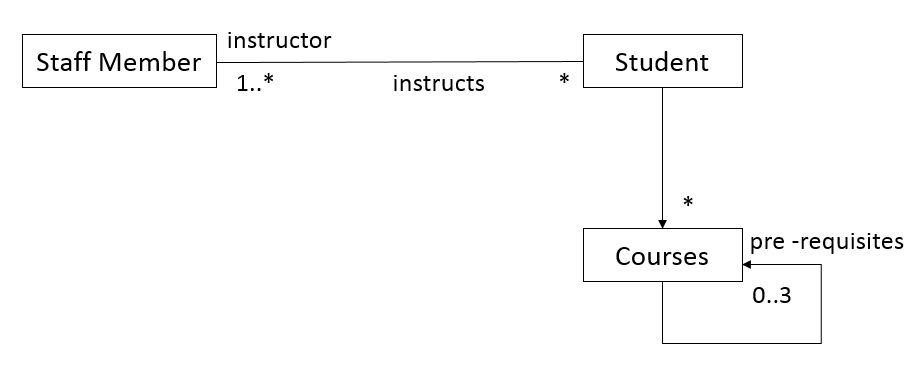 instructor
Staff Member
Student
1..*
instructs
*
*
pre -requisites
Courses
0..3